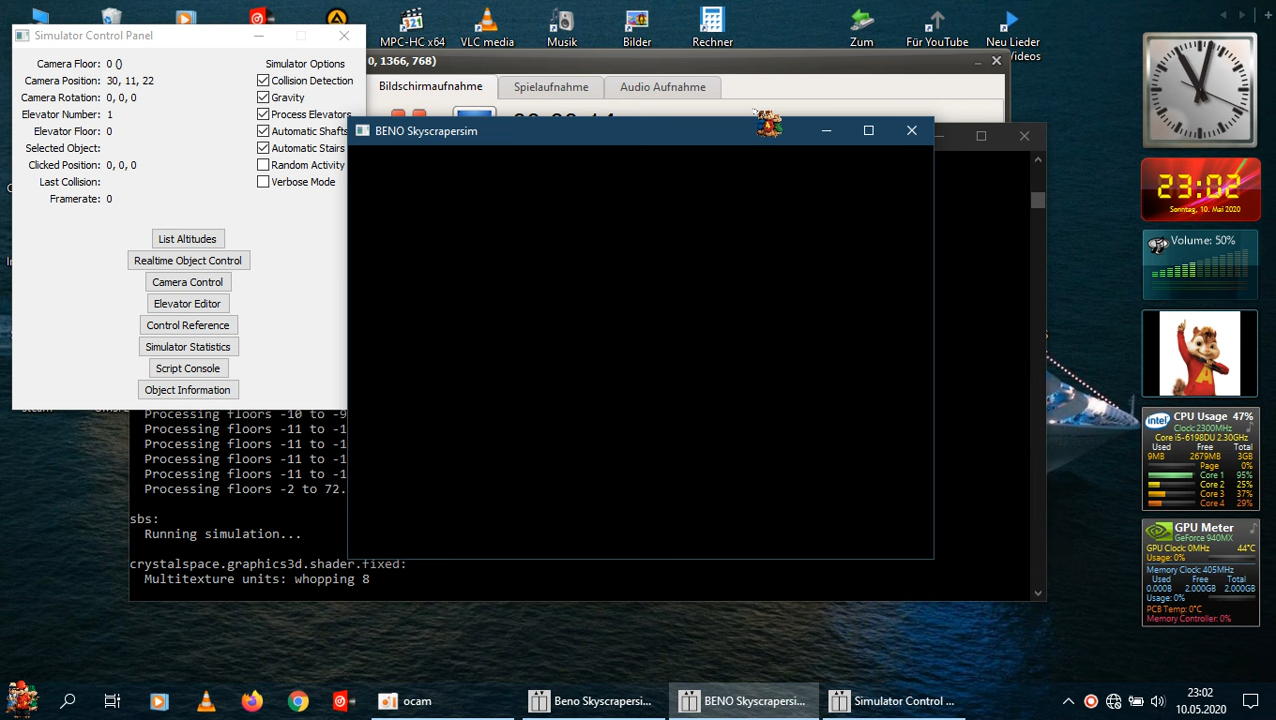 MPC-HC x64
VLC media
Musik
Bilder
Rechner
Zum
Für YouTube
Neu Lieder
Videos
Simulator Control Panel
0, 1366, 768)
Bildschirmaufnahme
Spielaufnahme
Audio Aufnahme
Camera Floor: 0 ()
Camera Position: 30, 11, 22
Camera Rotation: 0, 0, 0
Elevator Number: 1
Elevator Floor: 0
Selected Object:
Clicked Position: 0, 0, 0
Last Collision:
Framerate: 0
Simulator Options
Collision Detection
Gravity
Process Elevators
Automatic Shafts
Automatic Stairs
Random Activity
Verbose Mode
List Altitudes
Realtime Object Control
Camera Control
Elevator Editor
Control Reference
Simulator Statistics
Script Console
Object Information
BENO Skyscrapersim
Processing floors -10 to -9
Processing floors -11 to -1
Processing floors -11 to -1
Processing floors -11 to -1
Processing floors -11 to -1
Processing floors -2 to 72.
sbs:
Running simulation...
crystalspace.graphics3d.shader.fixed:
Multitexture units: whopping 8
23:02
Sonntag, 10. Mai 2020
Volume: 50%
A
intel
CPU Usage 47%
Clock: 2300MHz
Core i5-6198DU 2.30GHz
Used Free Total
9MB 2679MB 3GB
Page 0%
Core 1 95%
Core 2 25%
Core 3 37%
Core 4 29%
GPU Meter
GeForce 940MX
GPU Clock: 0MHz 44°C
Usage: 0%
Memory Clock: 405MHz
Used Free Total
0.000B 2.000GB 2.000GB
Usage: 0%
PCB Temp: 0°C
Memory Controller: 0%
ocam
Beno Skyscrapersi...
BENO Skyscrapersi...
Simulator Control ...
23:02
10.05.2020